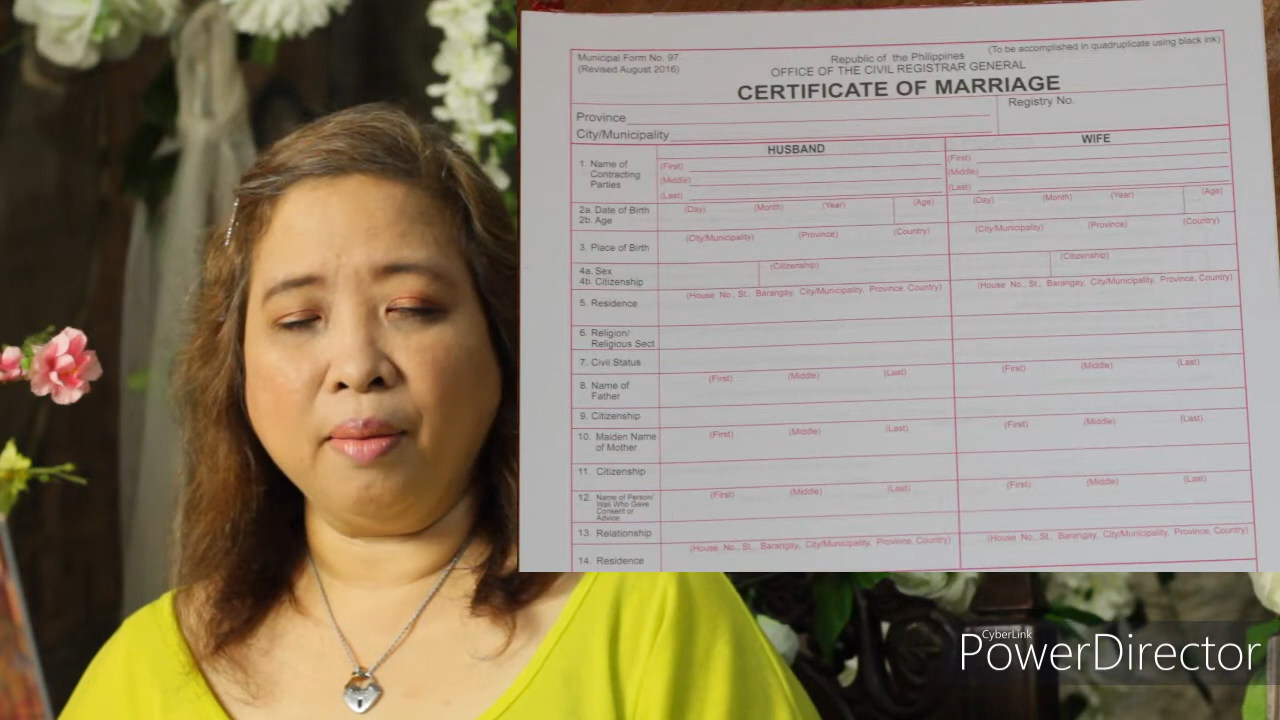 Municipal Form No. 97
(Revised August 2016)
(To be accomplished in quadruplicate using black ink)
Republic of the Philippines
OFFICE OF THE CIVIL REGISTRAR GENERAL
CERTIFICATE OF MARRIAGE
Province
Registry No.
City/Municipality
HUSBAND WIFE
1. Name of Contracting Parties
(First) (First)
(Middle) (Middle)
(Last) (Last)
2a. Date of Birth (Day) (Month) (Year) (Age) (Day) (Month) (Year) (Age)
2b. Age
3. Place of Birth (City/Municipality) (Province) (Country) (City/Municipality) (Province) (Country)
4a. Sex (Citizenship) (Citizenship)
4b. Citizenship
5. Residence (House No., St., Barangay, City/Municipality, Province, Country) (House No., St., Barangay, City/Municipality, Province, Country)
6. Religion/
Religious Sect
7. Civil Status
8. Name of (First) (Middle) (Last) (First) (Middle) (Last)
Father
9. Citizenship
10. Maiden Name (First) (Middle) (Last) (First) (Middle) (Last)
of Mother
11. Citizenship
12. Name of Person/ (First) (Middle) (Last) (First) (Middle) (Last)
Wali Who Gave
Consent or
Advice
13. Relationship
14. Residence (House No., St., Barangay, City/Municipality, Province, Country) (House No., St., Barangay, City/Municipality, Province, Country)
CyberLink
PowerDirector